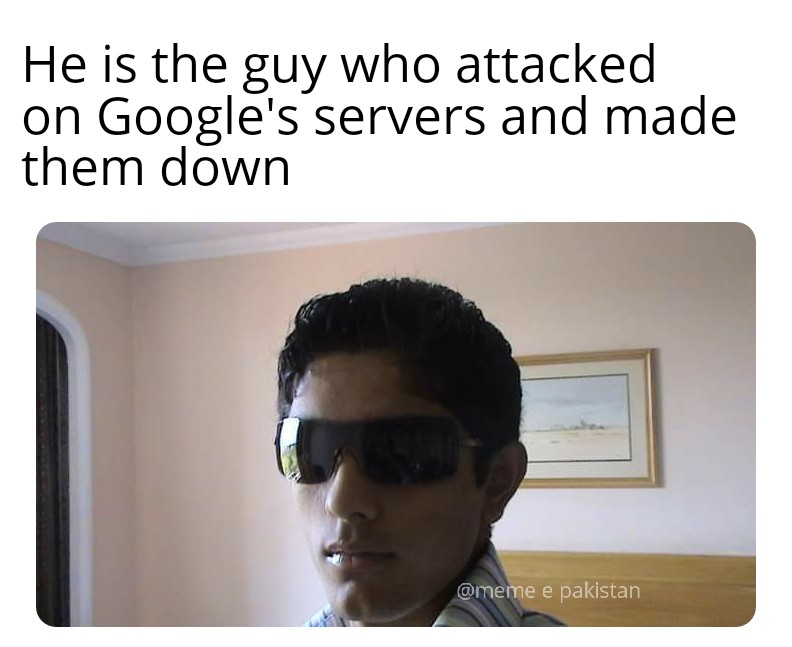 He is the guy who attacked
on Google's servers and made
them down
@meme e pakistan